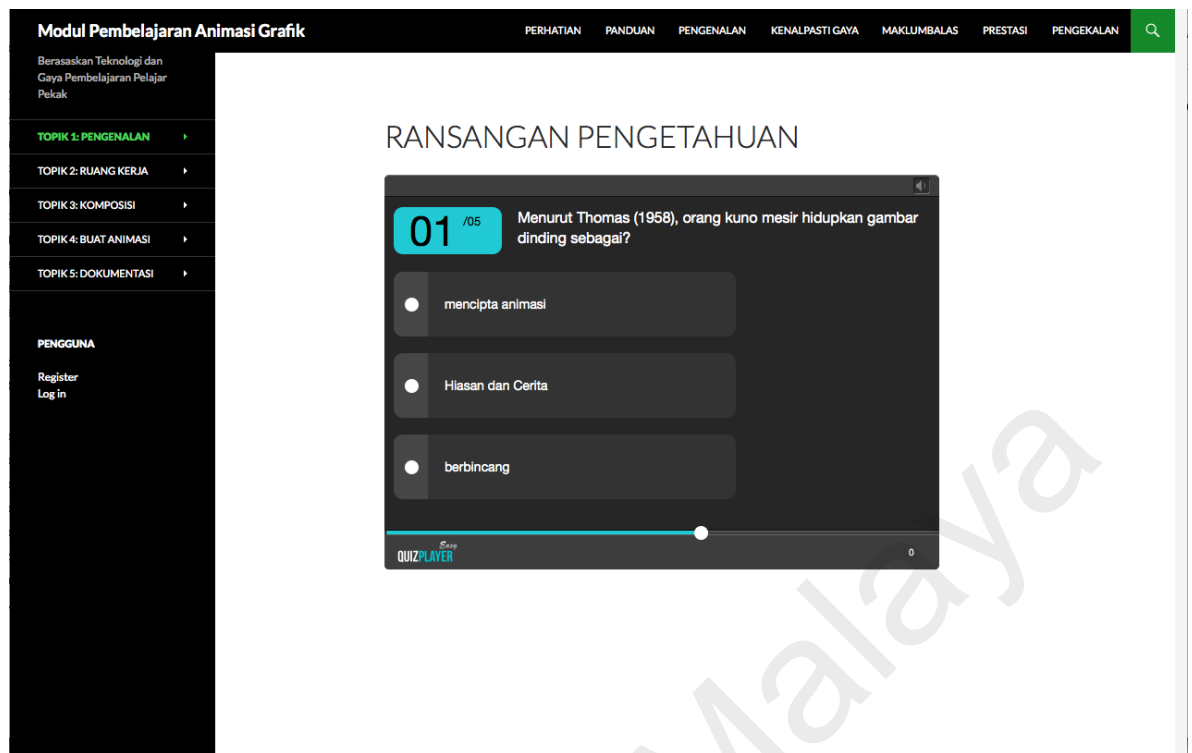 Modul Pembelajaran Animasi Grafik
PERHATIAN PANDUAN PENGENALAN KENALPASTI GAYA MAKLUMBALAS PRESTASI PENGEKALAN
Berasaskan Teknologi dan
Gaya Pembelajaran Pelajar
Pekak
TOPIK 1: PENGENALAN
TOPIK 2: RUANG KERJA
TOPIK 3: KOMPOSISI
TOPIK 4: BUAT ANIMASI
TOPIK 5: DOKUMENTASI
PENGGUNA
Register
Log in
RANSANGAN PENGETAHUAN
01 /05
Menurut Thomas (1958), orang kuno mesir hidupkan gambar
dinding sebagai?
mencipta animasi
Hiasan dan Cerita
berbincang
Easy
QUIZPLAYER
0
Malaya